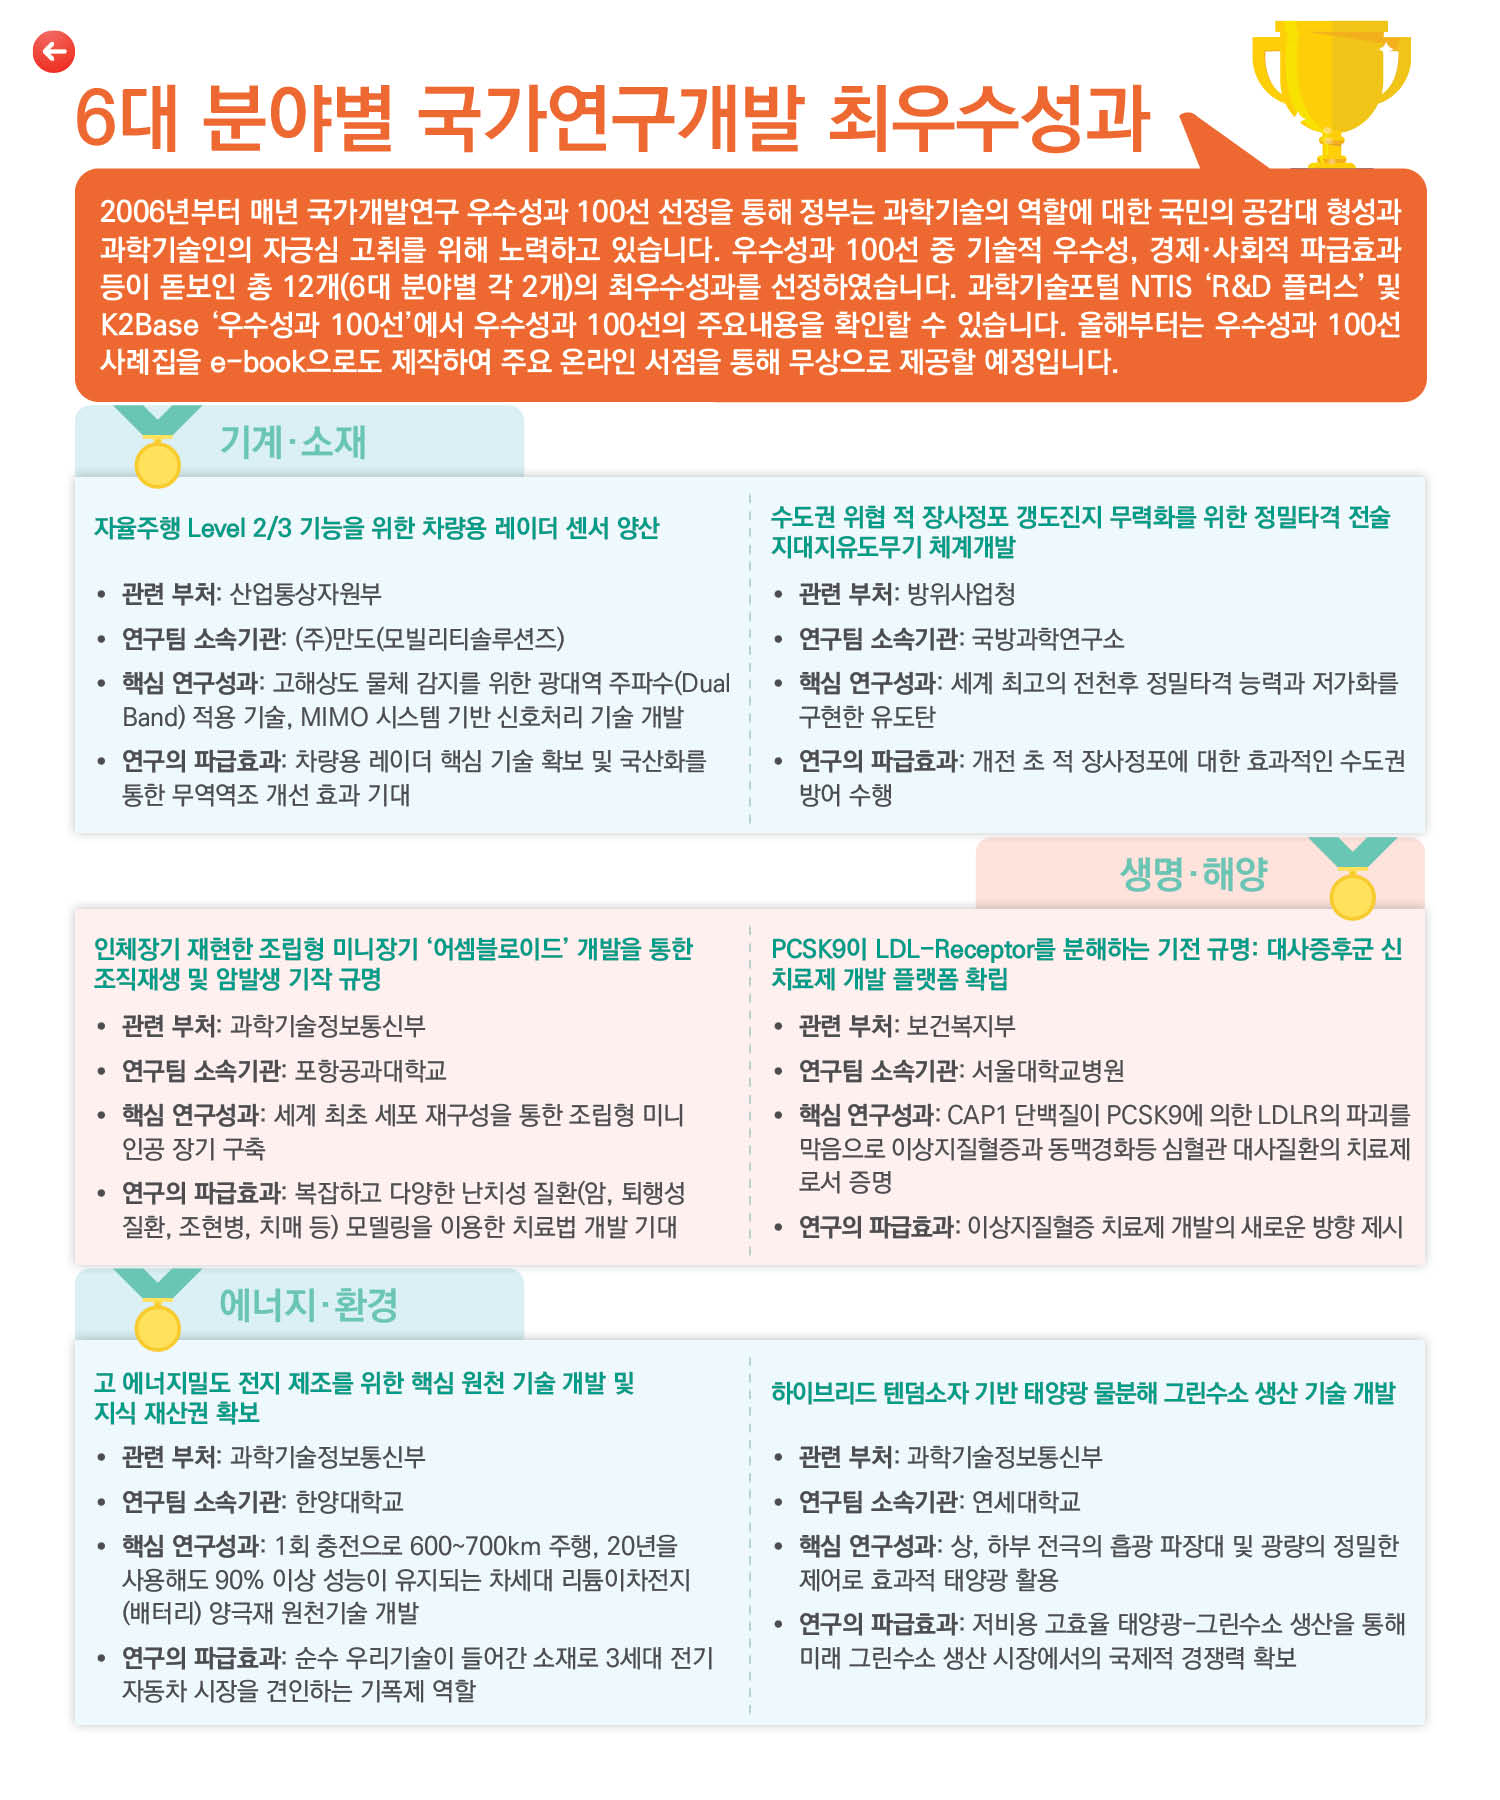 6대 분야별 국가연구개발 최우수성과
2006년부터 매년 국가개발연구 우수성과 100선 선정을 통해 정부는 과학기술의 역할에 대한 국민의 공감대 형성과
과학기술인의 자긍심 고취를 위해 노력하고 있습니다. 우수성과 100선 중 기술적 우수성, 경제·사회적 파급효과
등이 돋보인 총 12개(6대 분야별 각 2개)의 최우수성과를 선정하였습니다. 과학기술포털 NTIS ‘R&D 플러스’ 및
K2Base ‘우수성과 100선’에서 우수성과 100선의 주요내용을 확인할 수 있습니다. 올해부터는 우수성과 100선
사례집을 e-book으로도 제작하여 주요 온라인 서점을 통해 무상으로 제공할 예정입니다.
기계·소재
자율주행 Level 2/3 기능을 위한 차량용 레이더 센서 양산
• 관련 부처: 산업통상자원부
• 연구팀 소속기관: (주)만도(모빌리티솔루션즈)
• 핵심 연구성과: 고해상도 물체 감지를 위한 광대역 주파수(Dual
Band) 적용 기술, MIMO 시스템 기반 신호처리 기술 개발
• 연구의 파급효과: 차량용 레이더 핵심 기술 확보 및 국산화를
통한 무역역조 개선 효과 기대
수도권 위협 적 장사정포 갱도진지 무력화를 위한 정밀타격 전술
지대지유도무기 체계개발
• 관련 부처: 방위사업청
• 연구팀 소속기관: 국방과학연구소
• 핵심 연구성과: 세계 최고의 전천후 정밀타격 능력과 저가화를
구현한 유도탄
• 연구의 파급효과: 개전 초 적 장사정포에 대한 효과적인 수도권
방어 수행
생명·해양
인체장기 재현한 조립형 미니장기 ‘어셈블로이드’ 개발을 통한
조직재생 및 암발생 기작 규명
• 관련 부처: 과학기술정보통신부
• 연구팀 소속기관: 포항공과대학교
• 핵심 연구성과: 세계 최초 세포 재구성을 통한 조립형 미니
인공 장기 구축
• 연구의 파급효과: 복잡하고 다양한 난치성 질환(암, 퇴행성
질환, 조현병, 치매 등) 모델링을 이용한 치료법 개발 기대
PCSK9이 LDL-Receptor를 분해하는 기전 규명: 대사증후군 신
치료제 개발 플랫폼 확립
• 관련 부처: 보건복지부
• 연구팀 소속기관: 서울대학교병원
• 핵심 연구성과: CAP1 단백질이 PCSK9에 의한 LDLR의 파괴를
막음으로 이상지질혈증과 동맥경화등 심혈관 대사질환의 치료제
로서 증명
• 연구의 파급효과: 이상지질혈증 치료제 개발의 새로운 방향 제시
에너지·환경
고 에너지밀도 전지 제조를 위한 핵심 원천 기술 개발 및
지식 재산권 확보
• 관련 부처: 과학기술정보통신부
• 연구팀 소속기관: 한양대학교
• 핵심 연구성과: 1회 충전으로 600~700km 주행, 20년을
사용해도 90% 이상 성능이 유지되는 차세대 리튬이차전지
(배터리) 양극재 원천기술 개발
• 연구의 파급효과: 순수 우리기술이 들어간 소재로 3세대 전기
자동차 시장을 견인하는 기폭제 역할
하이브리드 텐덤소자 기반 태양광 물분해 그린수소 생산 기술 개발
• 관련 부처: 과학기술정보통신부
• 연구팀 소속기관: 연세대학교
• 핵심 연구성과: 상, 하부 전극의 흡광 파장대 및 광량의 정밀한
제어로 효과적 태양광 활용
• 연구의 파급효과: 저비용 고효율 태양광-그린수소 생산을 통해
미래 그린수소 생산 시장에서의 국제적 경쟁력 확보